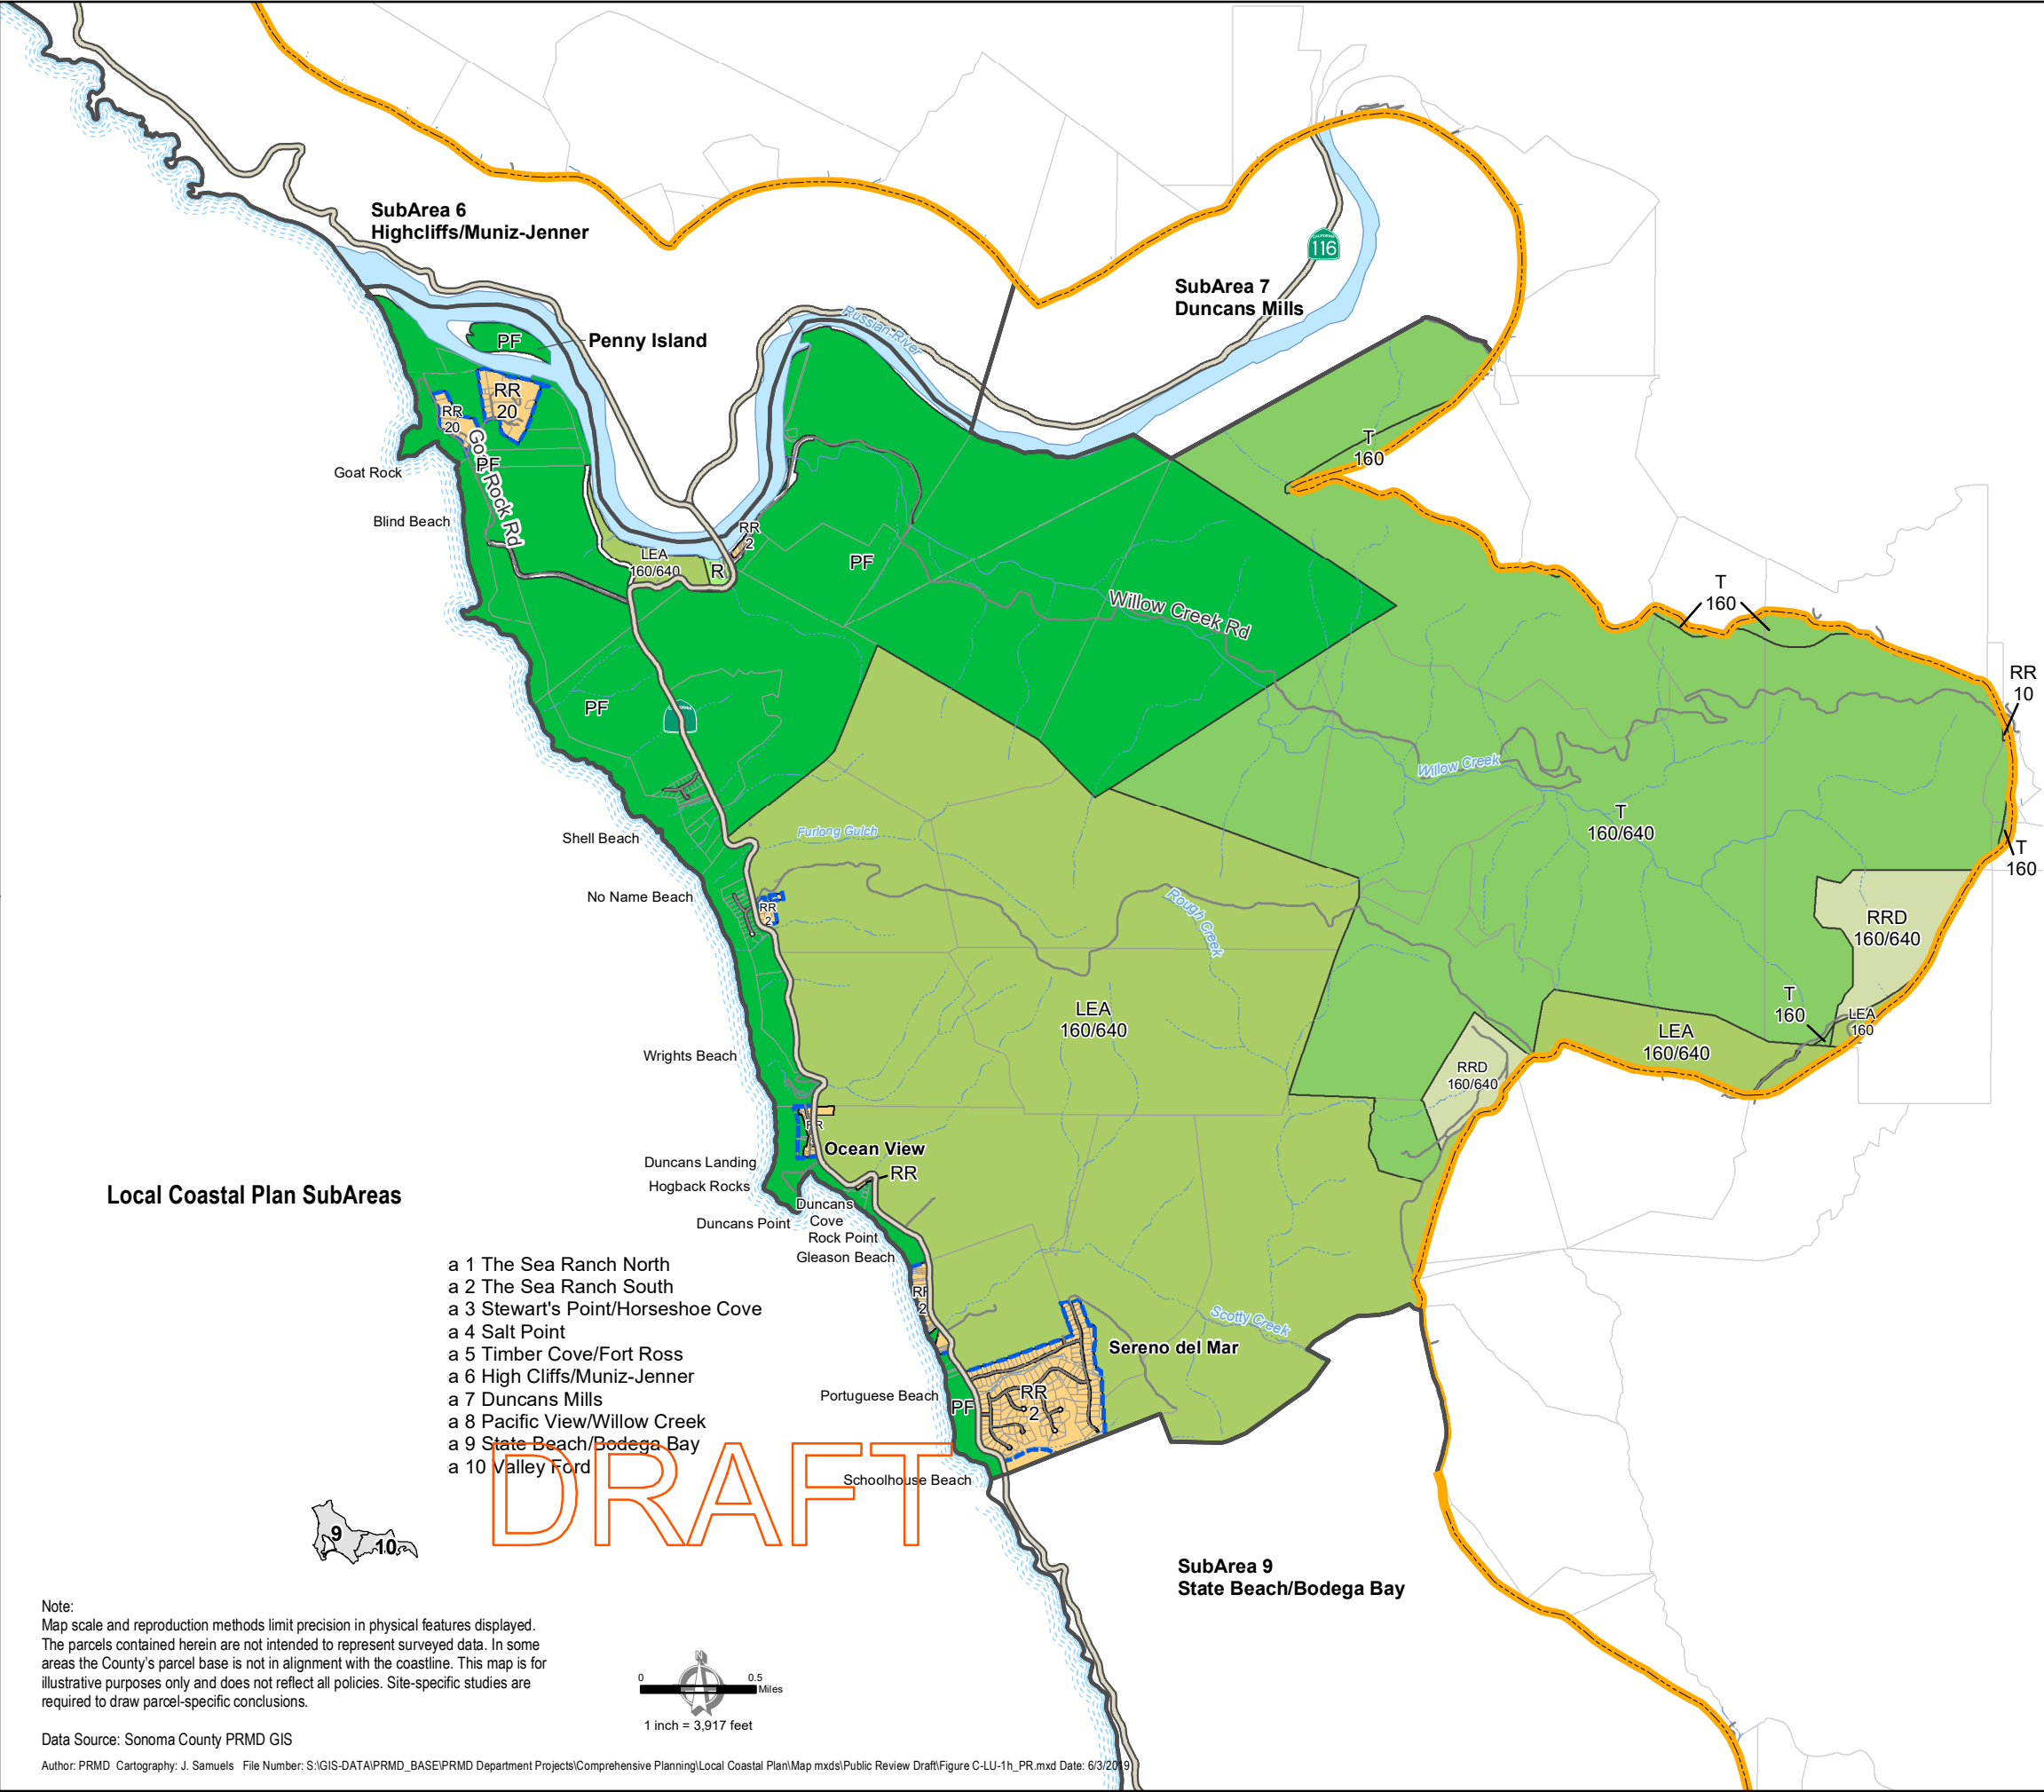 SubArea 6
Highcliffs/Muniz-Jenner
CALIFORNIA
116
SubArea 7
Duncans Mills
Russian River
Penny Island
PF
RR
20
RR
20
PF
Goat Rock Rd
Goat Rock
Blind Beach
T
160
RR
2
LEA
160/640
R
PF
Willow Creek Rd
T
160
RR
10
PF
Willow Creek
T
160/640
Shell Beach
Furlong Gulch
T
160
No Name Beach
RR
2
Rough Creek
RRD
160/640
LEA
160/640
T
160
LEA
160
LEA
160/640
Wrights Beach
RRD
160/640
RR
Ocean View
RR
Duncans Landing
Hogback Rocks
Duncans Point
Duncans
Cove
Rock Point
Gleason Beach
Local Coastal Plan SubAreas
a 1 The Sea Ranch North
a 2 The Sea Ranch South
a 3 Stewart's Point/Horseshoe Cove
a 4 Salt Point
a 5 Timber Cove/Fort Ross
a 6 High Cliffs/Muniz-Jenner
a 7 Duncans Mills
a 8 Pacific View/Willow Creek
a 9 State Beach/Bodega Bay
a 10 Valley Ford
RR
2
Scotty Creek
Sereno del Mar
RR
2
Portuguese Beach
PF
Schoolhouse Beach
DRAFT
9
10
SubArea 9
State Beach/Bodega Bay
Note:
Map scale and reproduction methods limit precision in physical features displayed.
The parcels contained herein are not intended to represent surveyed data. In some
areas the County's parcel base is not in alignment with the coastline. This map is for
illustrative purposes only and does not reflect all policies. Site-specific studies are
required to draw parcel-specific conclusions.
N
0 0.5
Miles
1 inch = 3,917 feet
Data Source: Sonoma County PRMD GIS
Author: PRMD Cartography: J. Samuels File Number: S:\GIS-DATA\PRMD_BASE\PRMD Department Projects\Comprehensive Planning\Local Coastal Plan\Map mxds\Public Review Draft\Figure C-LU-1h_PR.mxd Date: 6/3/2019